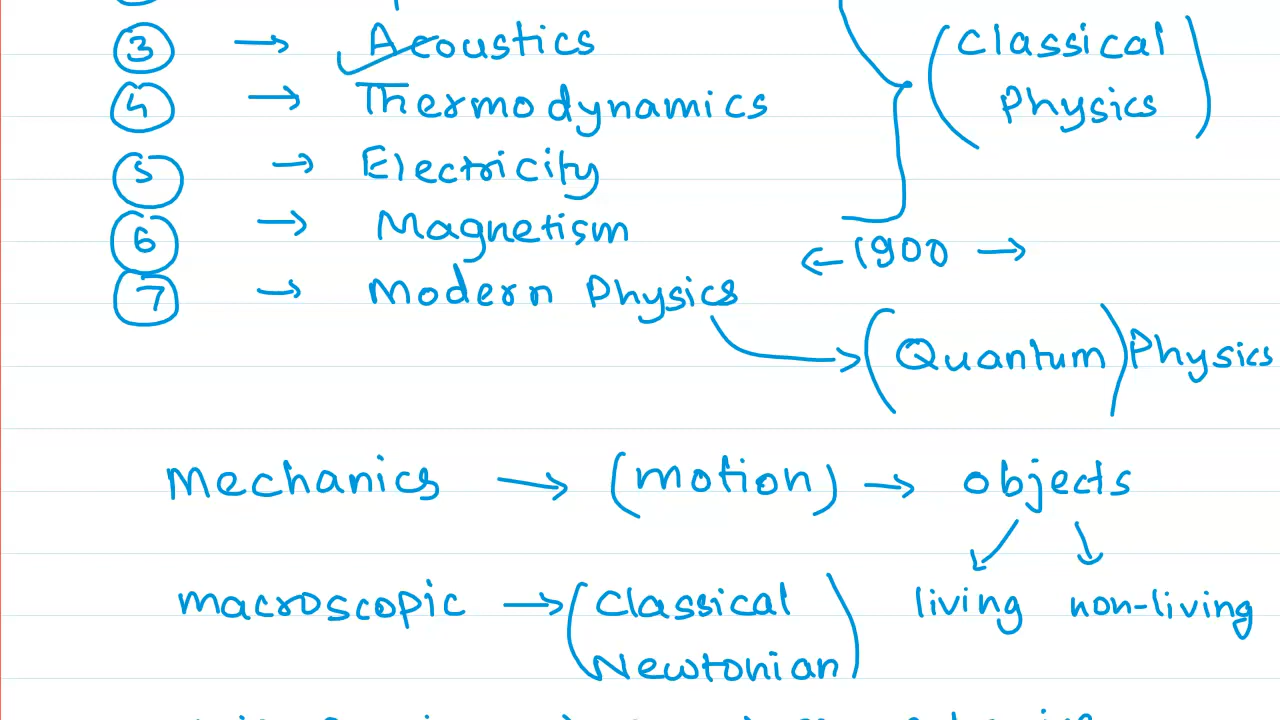 3 → Acoustics
(Classical Physics)
4 → Thermodynamics
5 → Electricity
6 → Magnetism
← 1900 →
7 → Modern Physics
→ (Quantum) Physics
Mechanics → (motion) → objects
living non-living
macroscopic → (Classical Newtonian)